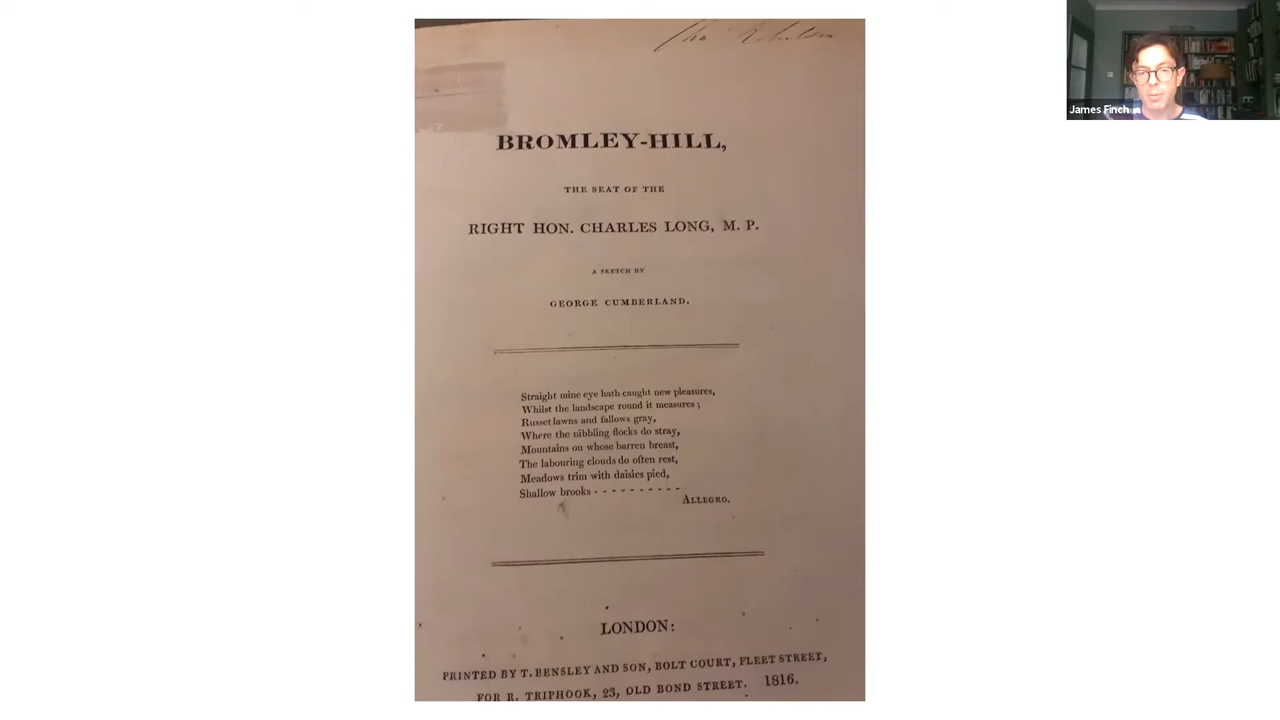 BROMLEY-HILL,
THE SEAT OF THE
RIGHT HON. CHARLES LONG, M. P.
A SKETCH BY
GEORGE CUMBERLAND.
Straight mine eye hath caught new pleasures,
Whilst the landscape round it measures;
Russet lawns and fallows gray,
Where the nibbling flocks do stray,
Mountains on whose barren breast,
The labouring clouds do often rest,
Meadows trim with daisies pied,
Shallow brooks - - - - - - - - - -
ALLEGRO.
LONDON:
PRINTED BY T. BENSLEY AND SON, BOLT COURT, FLEET STREET,
FOR R. TRIPHOOK, 23, OLD BOND STREET. 1816.
James Finch